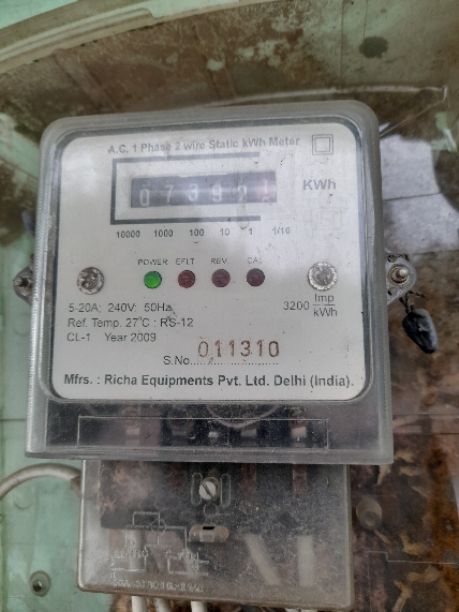 A.C. 1 Phase 2 wire Static kWh Meter
0739
KWh
10000 1000 100 10 1 1/10
POWER EFLT REV CAL
5-20A; 240V; 50Hz
3200 Imp/kWh
Ref. Temp. 27°C : RS-12
CL-1 Year 2009
S.No. 011310
Mfrs. : Richa Equipments Pvt. Ltd. Delhi (India).